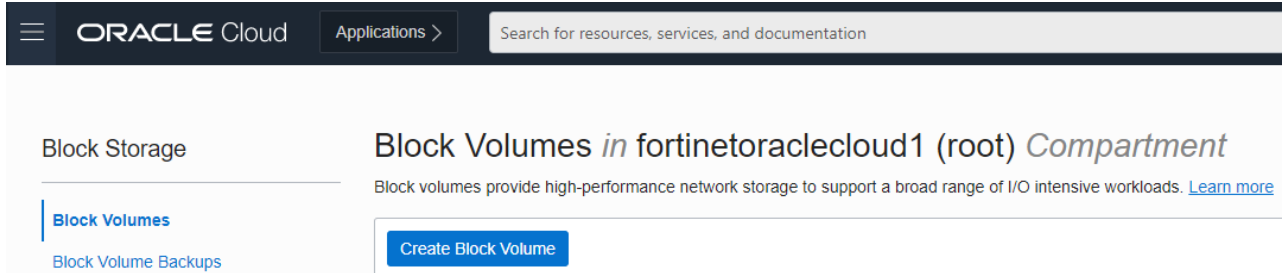 ORACLE Cloud
Applications >
Search for resources, services, and documentation
Block Storage
Block Volumes in fortinetoraclecloud1 (root) Compartment
Block volumes provide high-performance network storage to support a broad range of I/O intensive workloads. Learn more
Block Volumes
Create Block Volume
Block Volume Backups